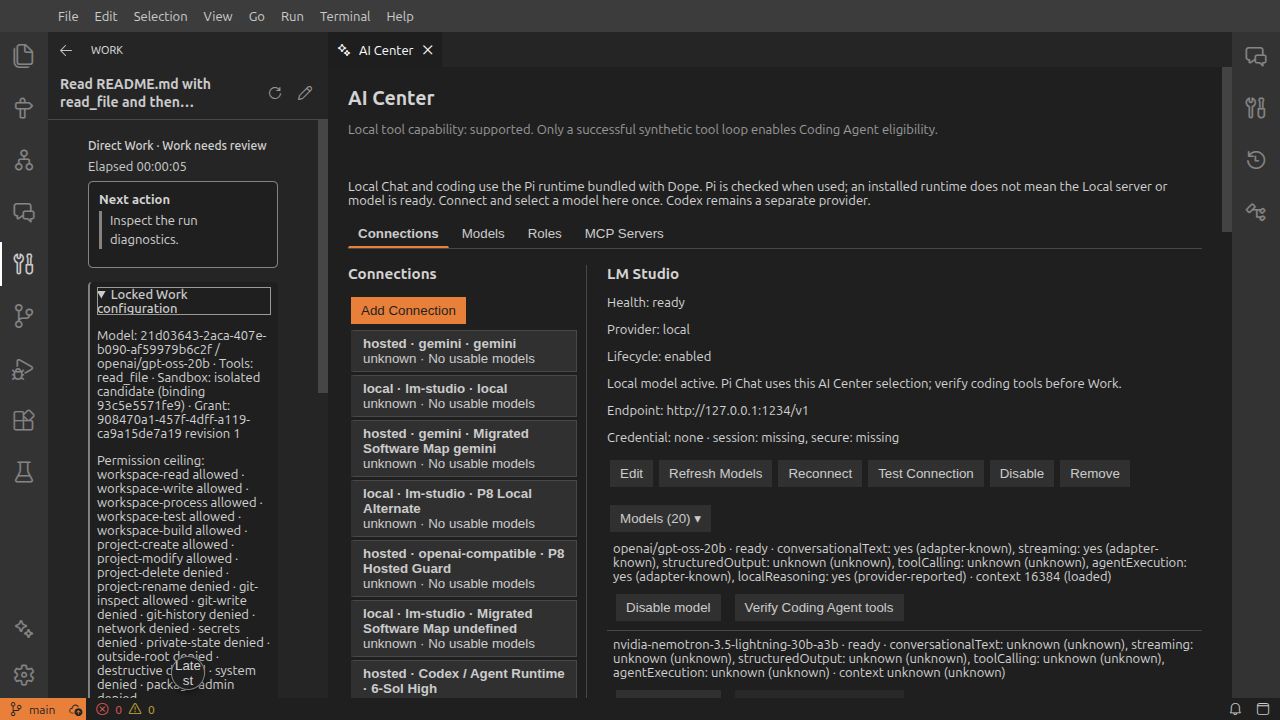 File Edit Selection View Go Run Terminal Help
WORK
Read README.md with
read_file and then…
Direct Work · Work needs review
Elapsed 00:00:05
Next action
Inspect the run
diagnostics.
▼ Locked Work
configuration
Model: 21d03643-2aca-407e-
b090-af59979b6c2f /
openai/gpt-oss-20b · Tools:
read_file · Sandbox: isolated
candidate (binding
93c5e5571fe9) · Grant:
908470a1-457f-4dff-a119-
ca9a15de7a19 revision 1
Permission ceiling:
workspace-read allowed ·
workspace-write allowed ·
workspace-process allowed ·
workspace-test allowed ·
workspace-build allowed ·
project-create allowed ·
project-modify allowed ·
project-delete denied ·
project-rename denied · git-
inspect allowed · git-write
denied · git-history denied ·
network denied · secrets
denied · private-state denied ·
outside-root denied ·
destructive · system
denied · admin
denied
Late
st
AI Center
AI Center
Local tool capability: supported. Only a successful synthetic tool loop enables Coding Agent eligibility.
Local Chat and coding use the Pi runtime bundled with Dope. Pi is checked when used; an installed runtime does not mean the Local server or
model is ready. Connect and select a model here once. Codex remains a separate provider.
Connections Models Roles MCP Servers
Connections
Add Connection
hosted · gemini · gemini
unknown · No usable models
local · lm-studio · local
unknown · No usable models
hosted · gemini · Migrated
Software Map gemini
unknown · No usable models
local · lm-studio · P8 Local
Alternate
unknown · No usable models
hosted · openai-compatible · P8
Hosted Guard
unknown · No usable models
local · lm-studio · Migrated
Software Map undefined
unknown · No usable models
hosted · Codex / Agent Runtime
· 6-Sol High
LM Studio
Health: ready
Provider: local
Lifecycle: enabled
Local model active. Pi Chat uses this AI Center selection; verify coding tools before Work.
Endpoint: http://127.0.0.1:1234/v1
Credential: none · session: missing, secure: missing
Edit Refresh Models Reconnect Test Connection Disable Remove
Models (20) ▾
openai/gpt-oss-20b · ready · conversationalText: yes (adapter-known), streaming: yes (adapter-
known), structuredOutput: unknown (unknown), toolCalling: unknown (unknown), agentExecution:
yes (adapter-known), localReasoning: yes (provider-reported) · context 16384 (loaded)
Disable model Verify Coding Agent tools
nvidia-nemotron-3.5-lightning-30b-a3b · ready · conversationalText: unknown (unknown), streaming:
unknown (unknown), structuredOutput: unknown (unknown), toolCalling: unknown (unknown),
agentExecution: unknown (unknown) · context unknown (unknown)
main 0 0